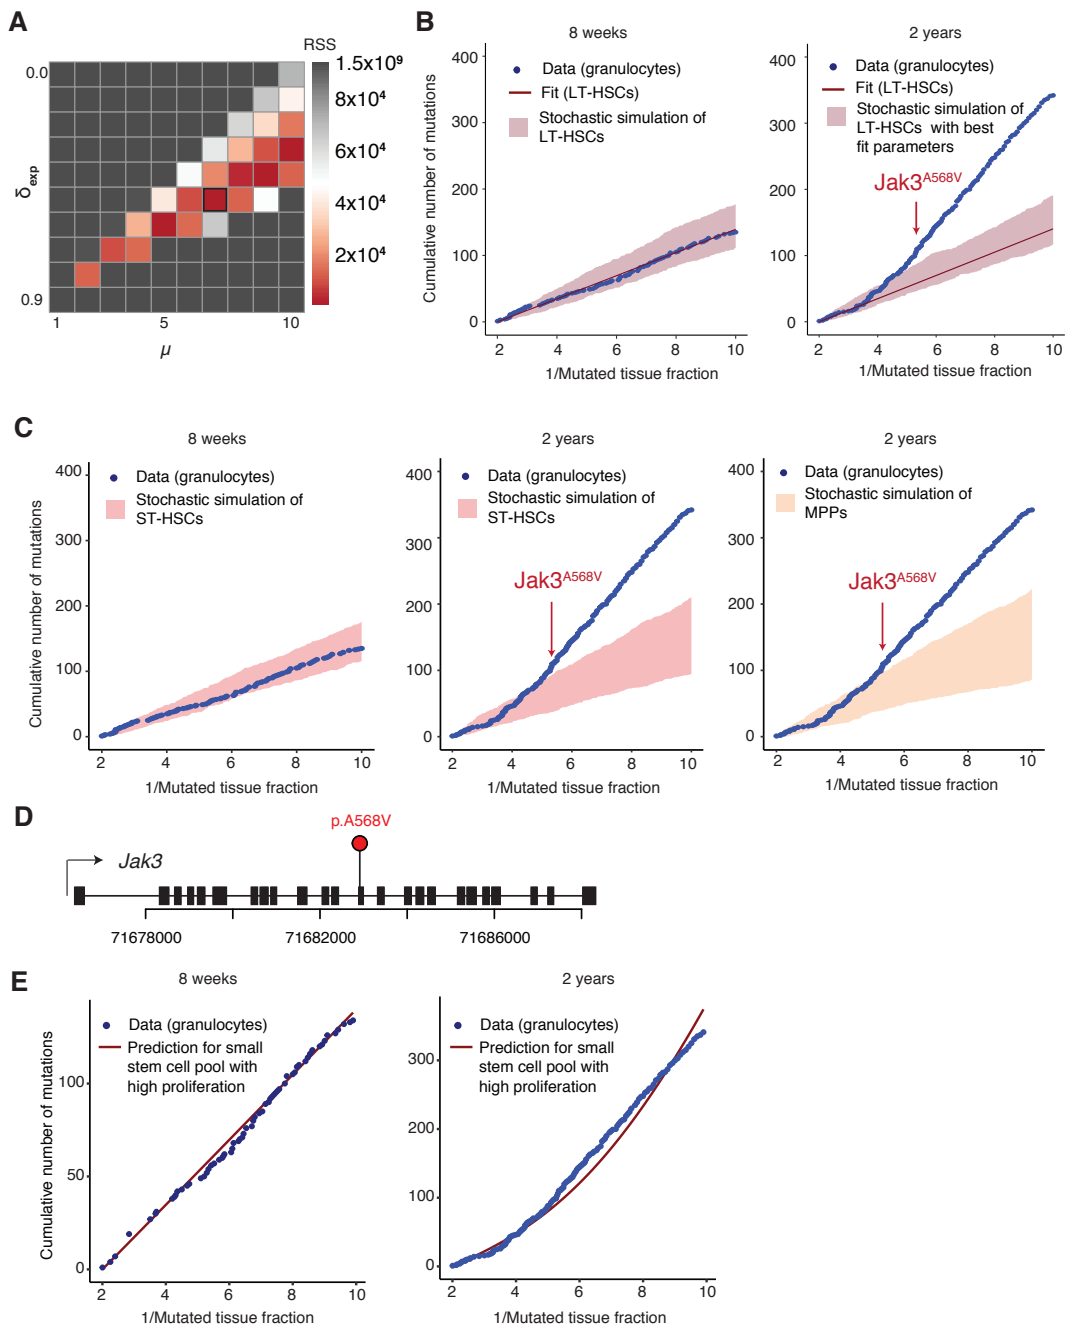 A
RSS
0.0
0.9
δexp
1
5
10
μ
1.5x10⁹
8x10⁴
6x10⁴
4x10⁴
2x10⁴
B
8 weeks
Cumulative number of mutations
400
300
200
100
0
Data (granulocytes)
Fit (LT-HSCs)
Stochastic simulation of
LT-HSCs
2
4
6
8
10
1/Mutated tissue fraction
2 years
400
300
200
100
0
Data (granulocytes)
Fit (LT-HSCs)
Stochastic simulation of
LT-HSCs with best
fit parameters
Jak3A568V
2
4
6
8
10
1/Mutated tissue fraction
C
8 weeks
Cumulative number of mutations
400
300
200
100
0
Data (granulocytes)
Stochastic simulation of
ST-HSCs
2
4
6
8
10
1/Mutated tissue fraction
2 years
400
300
200
100
0
Data (granulocytes)
Stochastic simulation of
ST-HSCs
Jak3A568V
2
4
6
8
10
1/Mutated tissue fraction
2 years
400
300
200
100
0
Data (granulocytes)
Stochastic simulation of
MPPs
Jak3A568V
2
4
6
8
10
1/Mutated tissue fraction
D
p.A568V
Jak3
71678000
71682000
71686000
E
8 weeks
Cumulative number of mutations
100
50
0
Data (granulocytes)
Prediction for small
stem cell pool with
high proliferation
2
4
6
8
10
1/Mutated tissue fraction
2 years
300
200
100
0
Data (granulocytes)
Prediction for small
stem cell pool with
high proliferation
2
4
6
8
10
1/Mutated tissue fraction